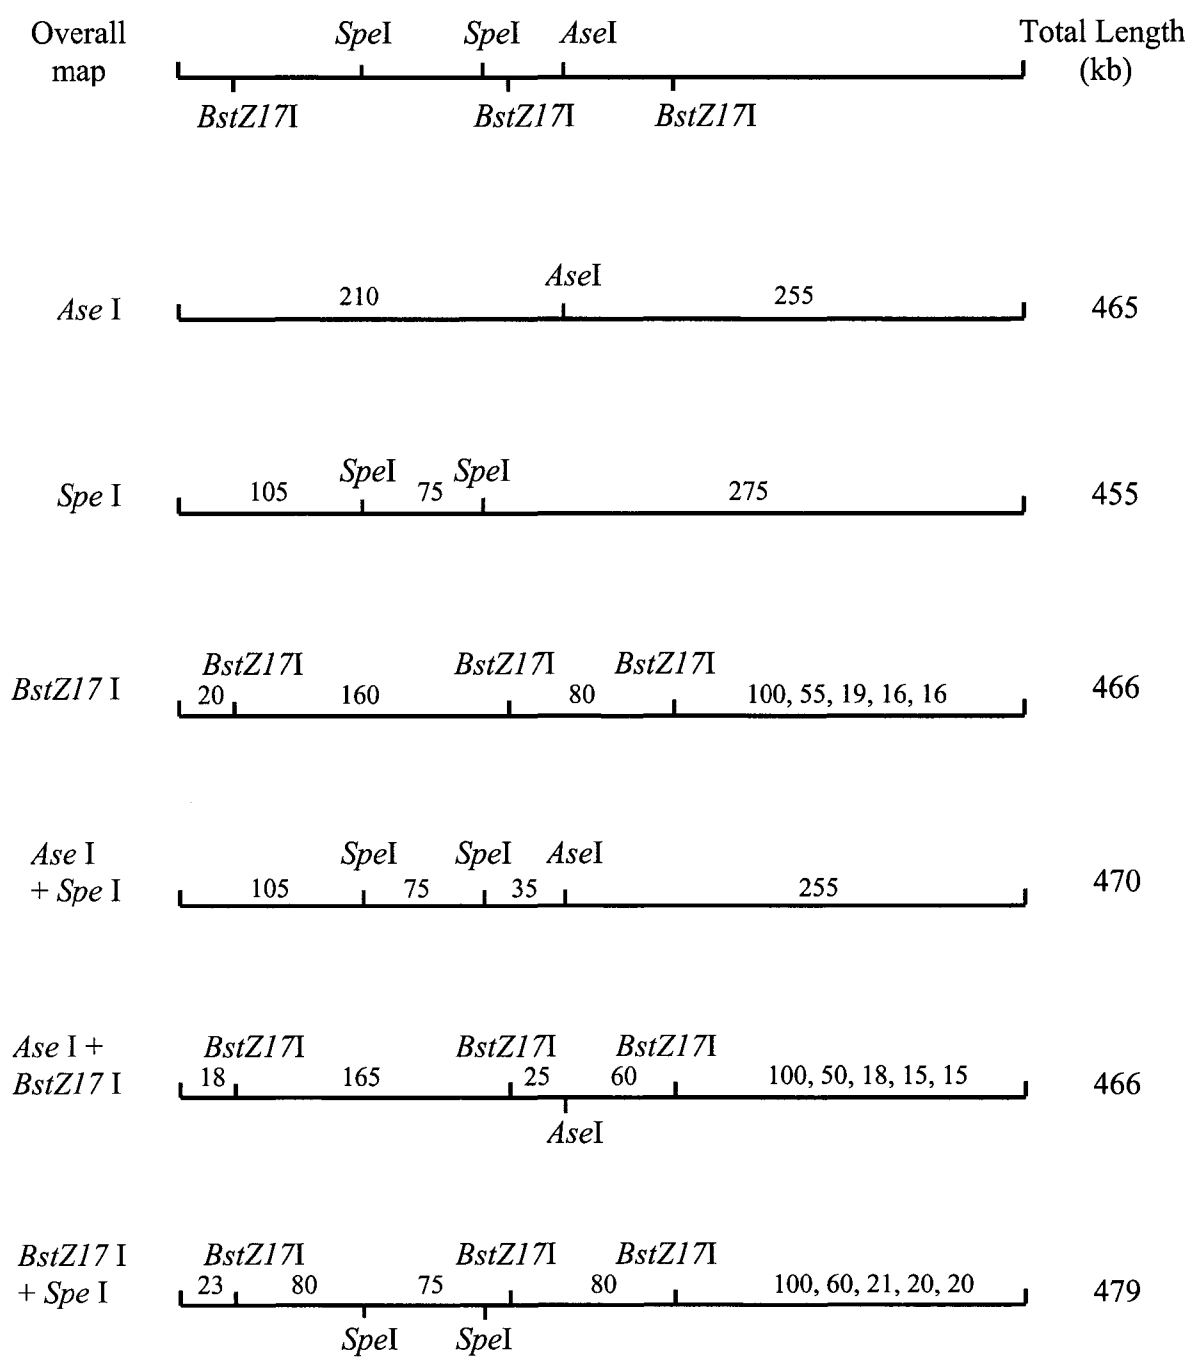 Overall map
SpeI SpeI AseI
Total Length (kb)
BstZ17I BstZ17I BstZ17I
AseI
Ase I 210 255 465
SpeI SpeI
Spe I 105 75 275 455
BstZ17I BstZ17I BstZ17I
BstZ17 I 20 160 80 100, 55, 19, 16, 16 466
SpeI SpeI AseI
Ase I + Spe I 105 75 35 255 470
BstZ17I BstZ17I BstZ17I
Ase I + BstZ17 I 18 165 25 60 100, 50, 18, 15, 15 466
AseI
BstZ17I BstZ17I BstZ17I
BstZ17 I + Spe I 23 80 75 80 100, 60, 21, 20, 20 479
SpeI SpeI